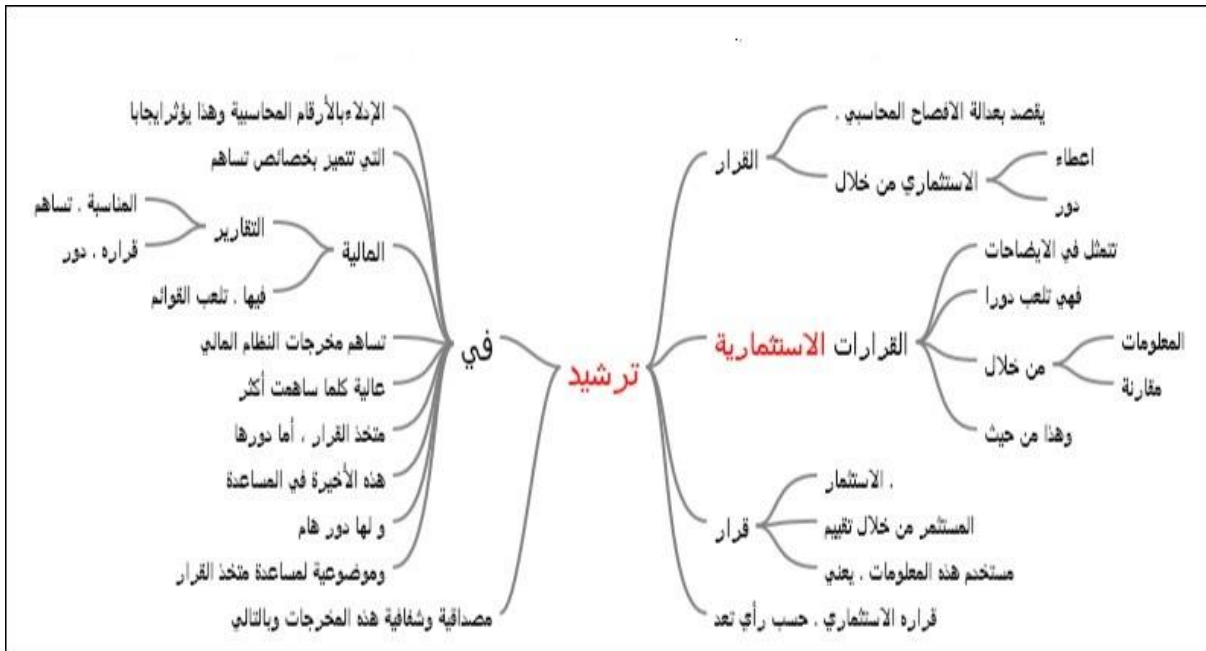 ترشيد
القرار
يقصد بعدالة الافصاح المحاسبي .
الاستثماري من خلال
اعطاء
دور
القرارات الاستثمارية
تتمثل في الايضاحات
فهي تلعب دورا
من خلال
المعلومات
مقارنة
وهذا من حيث
قرار
. الاستثمار
المستثمر من خلال تقييم
مستخدم هذه المعلومات . يعني
قراره الاستثماري . حسب رأي تعد
في
الإدلاء بالأرقام المحاسبية وهذا يؤثر ايجابا
التي تتميز بخصائص تساهم
المالية
التقارير
المناسبة . تساهم
قراره . دور
فيها . تلعب القوائم
تساهم مخرجات النظام المالي
عالية كلما ساهمت أكثر
متخذ القرار ، أما دورها
هذه الأخيرة في المساعدة
و لها دور هام
وموضوعية لمساعدة متخذ القرار
مصداقية وشفافية هذه المخرجات وبالتالي